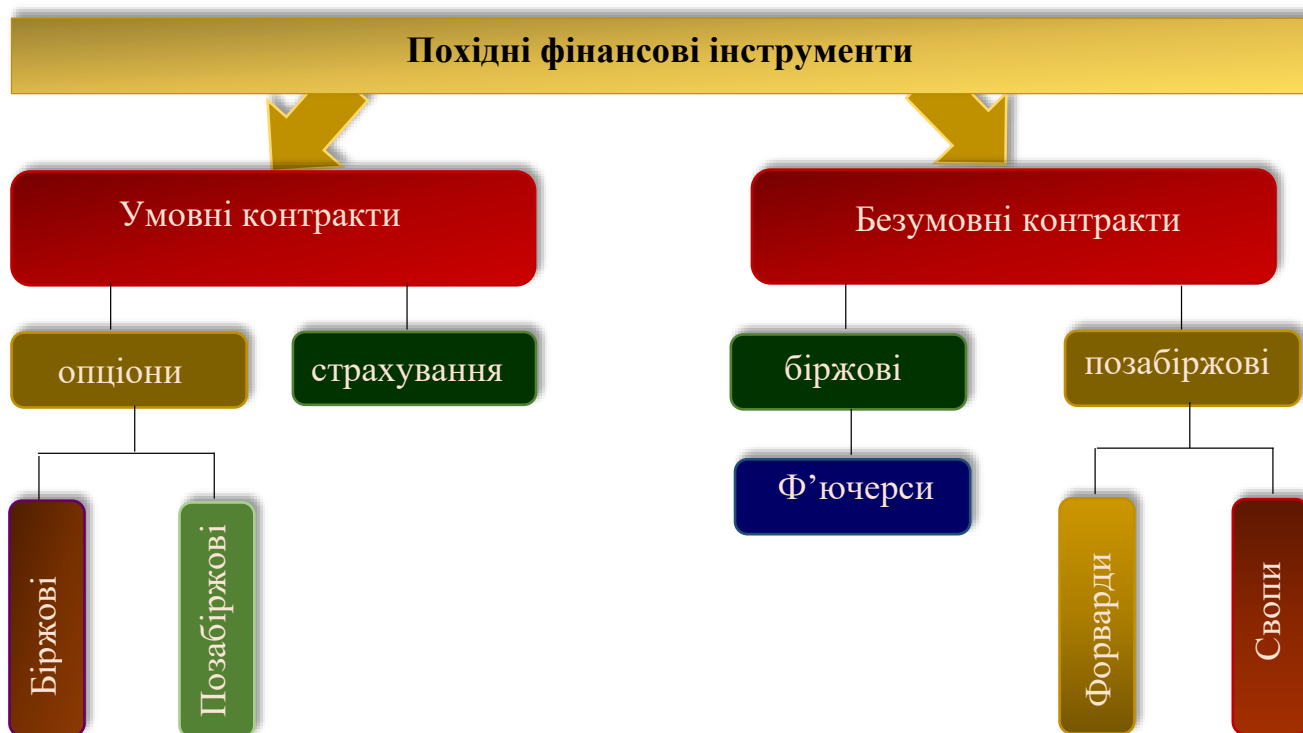 Похідні фінансові інструменти
Умовні контракти
Безумовні контракти
опціони
страхування
біржові
позабіржові
Ф’ючерси
Біржові
Позабіржові
Форварди
Свопи